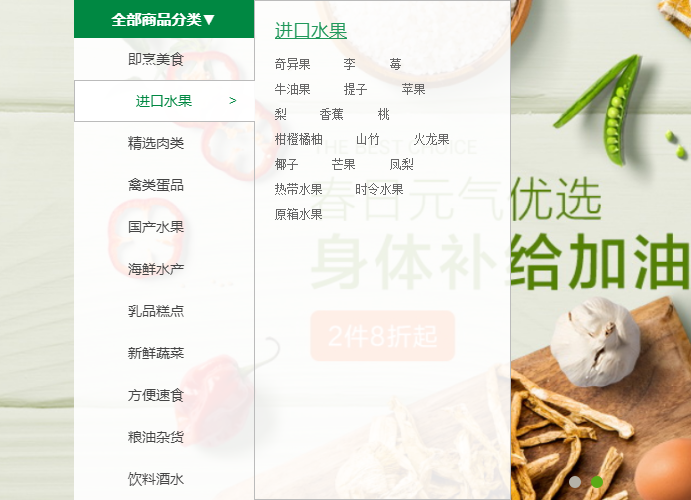 全部商品分类▼
即烹美食
进口水果 >
精选肉类
禽类蛋品
国产水果
海鲜水产
乳品糕点
新鲜蔬菜
方便速食
粮油杂货
饮料酒水
进口水果
奇异果 李 莓
牛油果 提子 苹果
梨 香蕉 桃
柑橙橘柚 山竹 火龙果
椰子 芒果 凤梨
热带水果 时令水果
原箱水果
THE BEST CHOICE
春日元气优选
身体补给加油
2件8折起